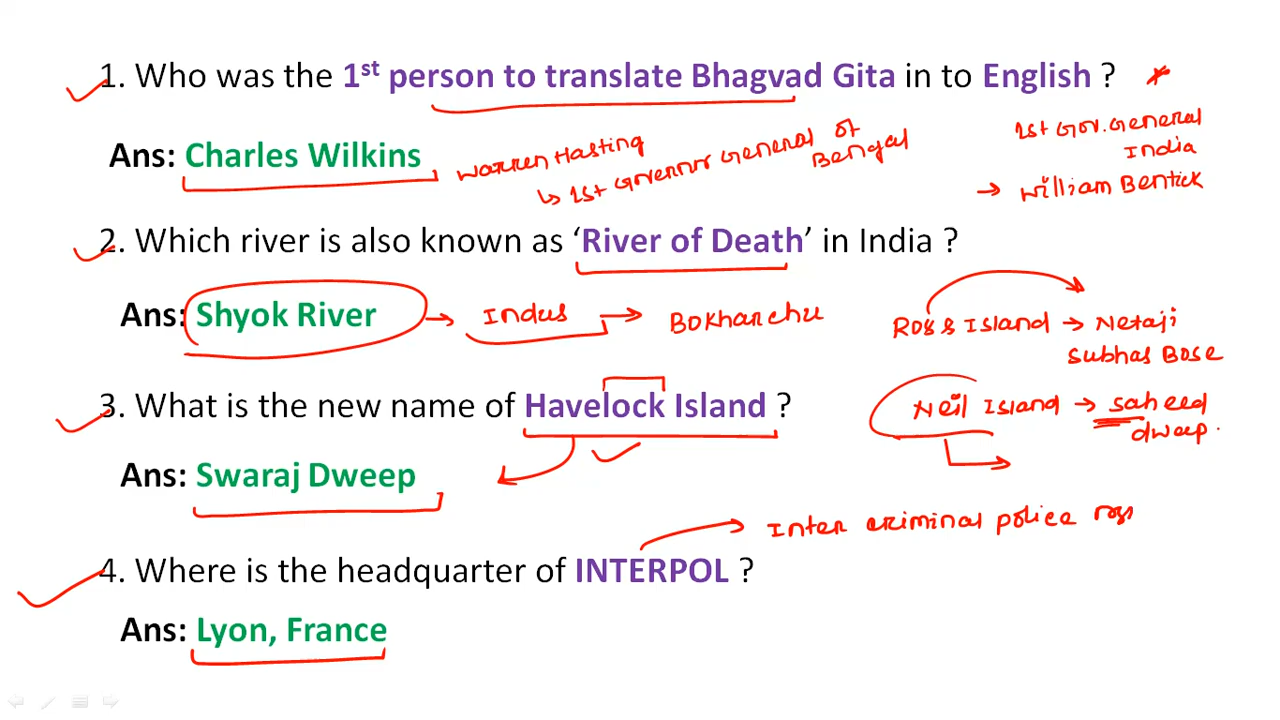 1. Who was the 1st person to translate Bhagvad Gita in to English ?
Ans: Charles Wilkins
Warren Hasting
↳ 1st Governor General of
Bengal
1st Gov. General
India
→ William Bentick
2. Which river is also known as ‘River of Death’ in India ?
Ans: Shyok River → Indus → Bokharchu
Ross Island → Netaji
Subhas Bose
3. What is the new name of Havelock Island ?
Neil Island → Saheed
dweep.
Ans: Swaraj Dweep
Inter criminal police
4. Where is the headquarter of INTERPOL ?
Ans: Lyon, France